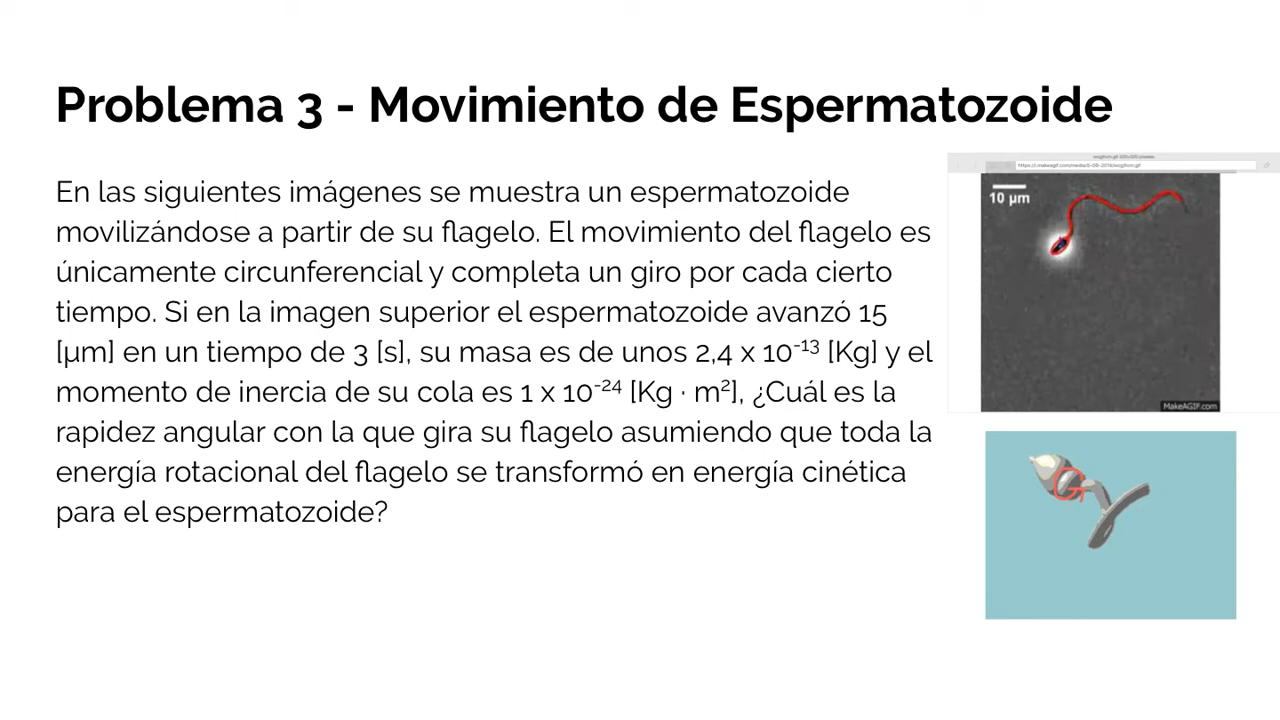 Problema 3 - Movimiento de Espermatozoide
En las siguientes imágenes se muestra un espermatozoide
movilizándose a partir de su flagelo. El movimiento del flagelo es
únicamente circunferencial y completa un giro por cada cierto
tiempo. Si en la imagen superior el espermatozoide avanzó 15
[µm] en un tiempo de 3 [s], su masa es de unos 2,4 x 10⁻¹³ [Kg] y el
momento de inercia de su cola es 1 x 10⁻²⁴ [Kg · m²], ¿Cuál es la
rapidez angular con la que gira su flagelo asumiendo que toda la
energía rotacional del flagelo se transformó en energía cinética
para el espermatozoide?
10 µm
MakeAGIF.com